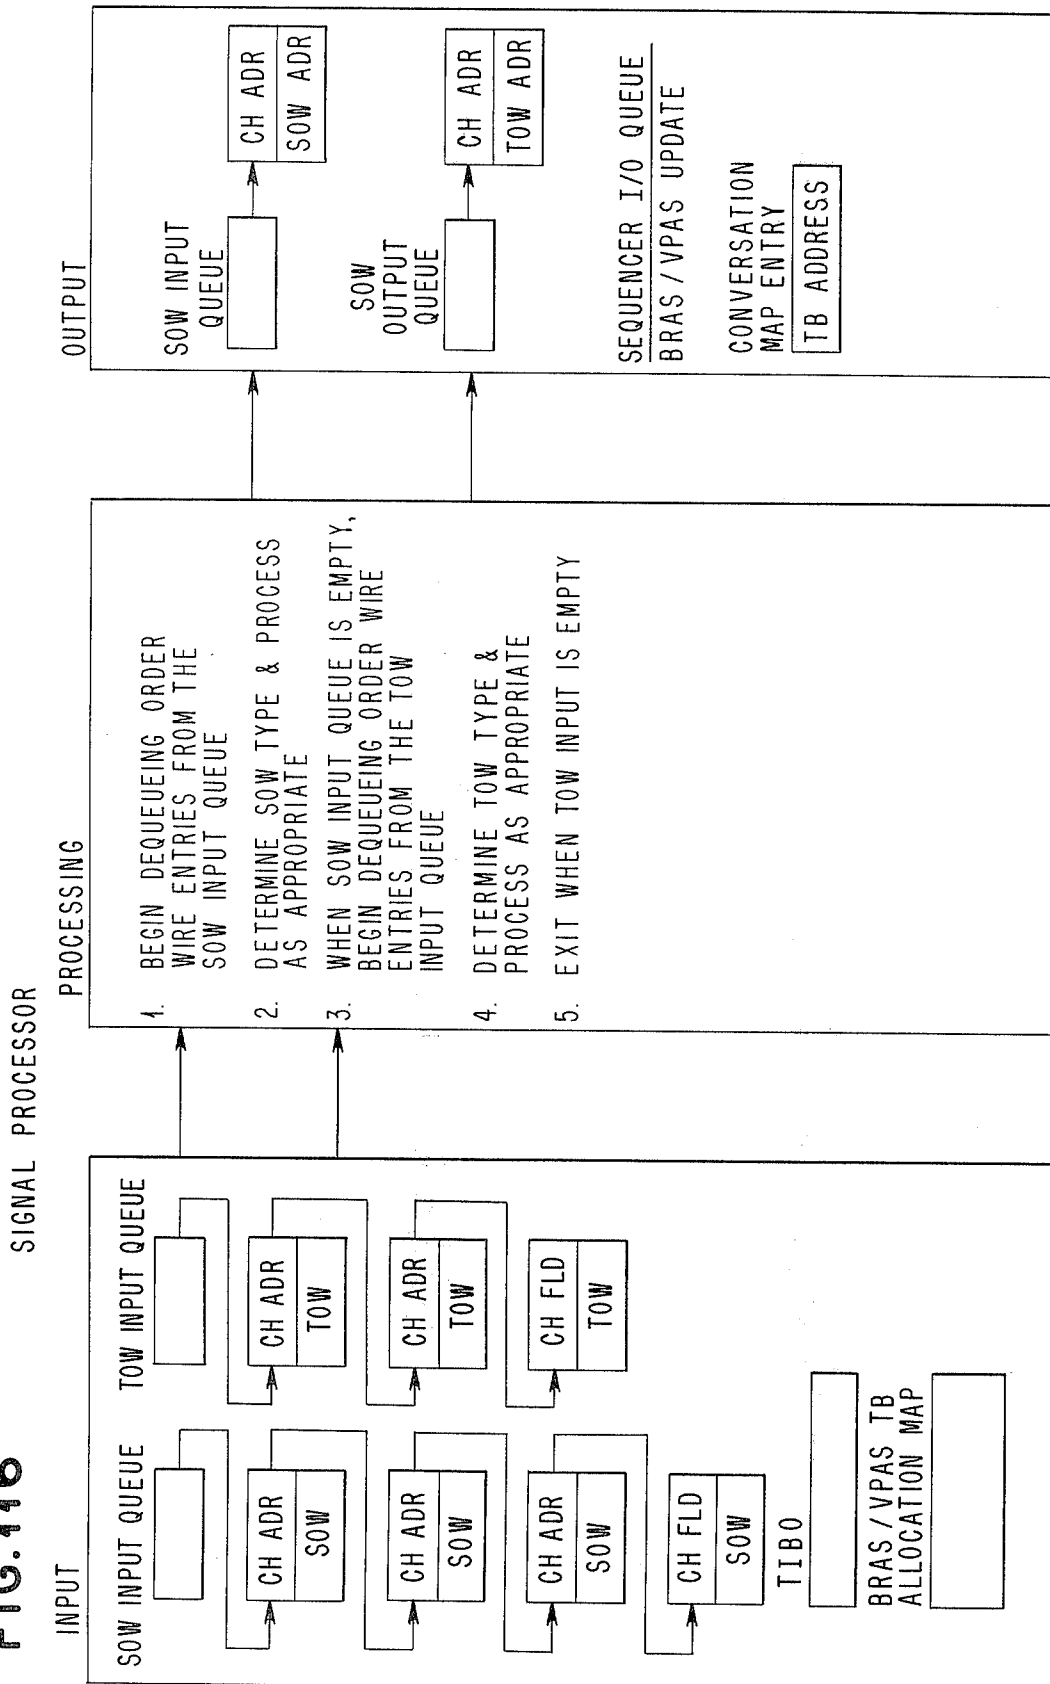 FIG.116
SIGNAL PROCESSOR
INPUT
SOW INPUT QUEUE
CH ADR
SOW
CH ADR
SOW
CH ADR
SOW
CH FLD
SOW
TIBO
BRAS/VPAS TB
ALLOCATION MAP
TOW INPUT QUEUE
CH ADR
TOW
CH ADR
TOW
CH FLD
TOW
PROCESSING
1. BEGIN DEQUEUEING ORDER
WIRE ENTRIES FROM THE
SOW INPUT QUEUE
2. DETERMINE SOW TYPE & PROCESS
AS APPROPRIATE
3. WHEN SOW INPUT QUEUE IS EMPTY,
BEGIN DEQUEUEING ORDER WIRE
ENTRIES FROM THE TOW
INPUT QUEUE
4. DETERMINE TOW TYPE &
PROCESS AS APPROPRIATE
5. EXIT WHEN TOW INPUT IS EMPTY
OUTPUT
SOW INPUT
QUEUE
CH ADR
SOW ADR
SOW
OUTPUT
QUEUE
CH ADR
TOW ADR
SEQUENCER I/O QUEUE
BRAS/VPAS UPDATE
CONVERSATION
MAP ENTRY
TB ADDRESS